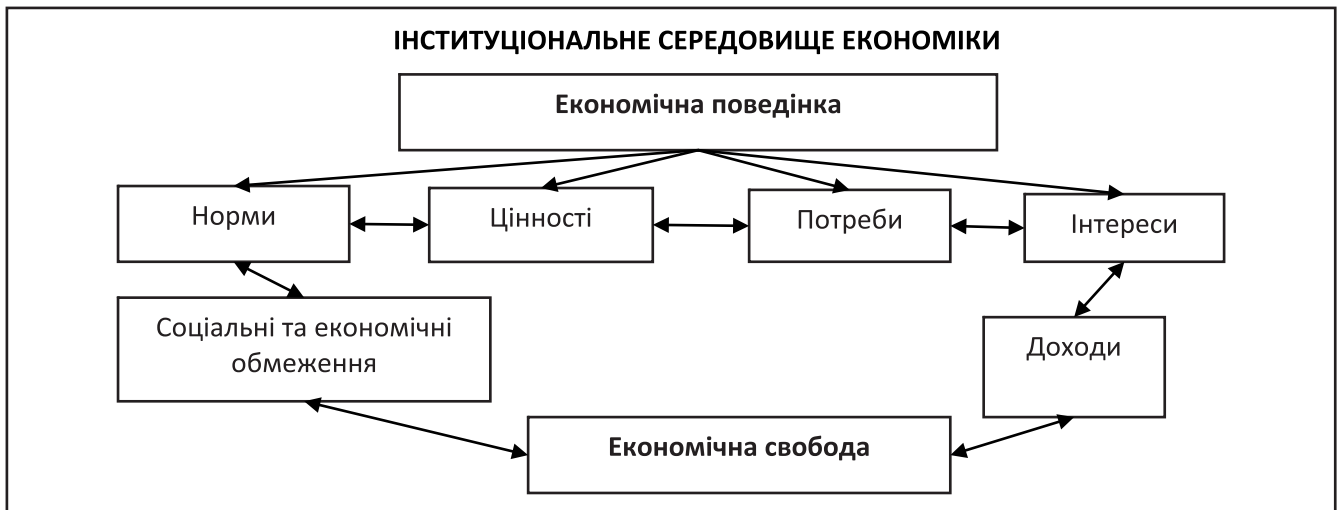 ІНСТИТУЦІОНАЛЬНЕ СЕРЕДОВИЩЕ ЕКОНОМІКИ
Економічна поведінка
Норми
Цінності
Потреби
Інтереси
Соціальні та економічні
обмеження
Доходи
Економічна свобода